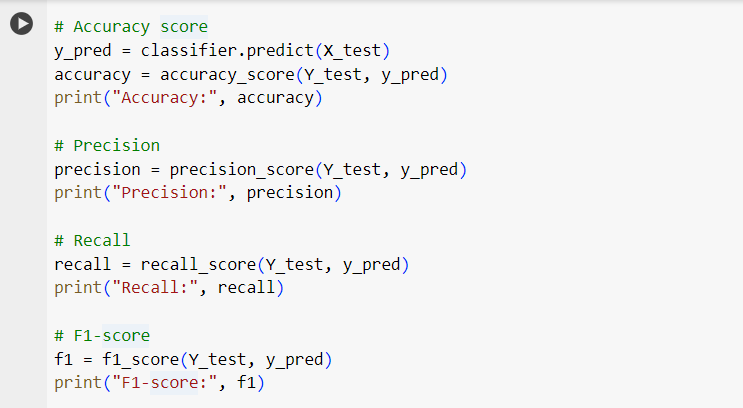 # Accuracy score
y_pred = classifier.predict(X_test)
accuracy = accuracy_score(Y_test, y_pred)
print("Accuracy:", accuracy)
# Precision
precision = precision_score(Y_test, y_pred)
print("Precision:", precision)
# Recall
recall = recall_score(Y_test, y_pred)
print("Recall:", recall)
# F1-score
f1 = f1_score(Y_test, y_pred)
print("F1-score:", f1)